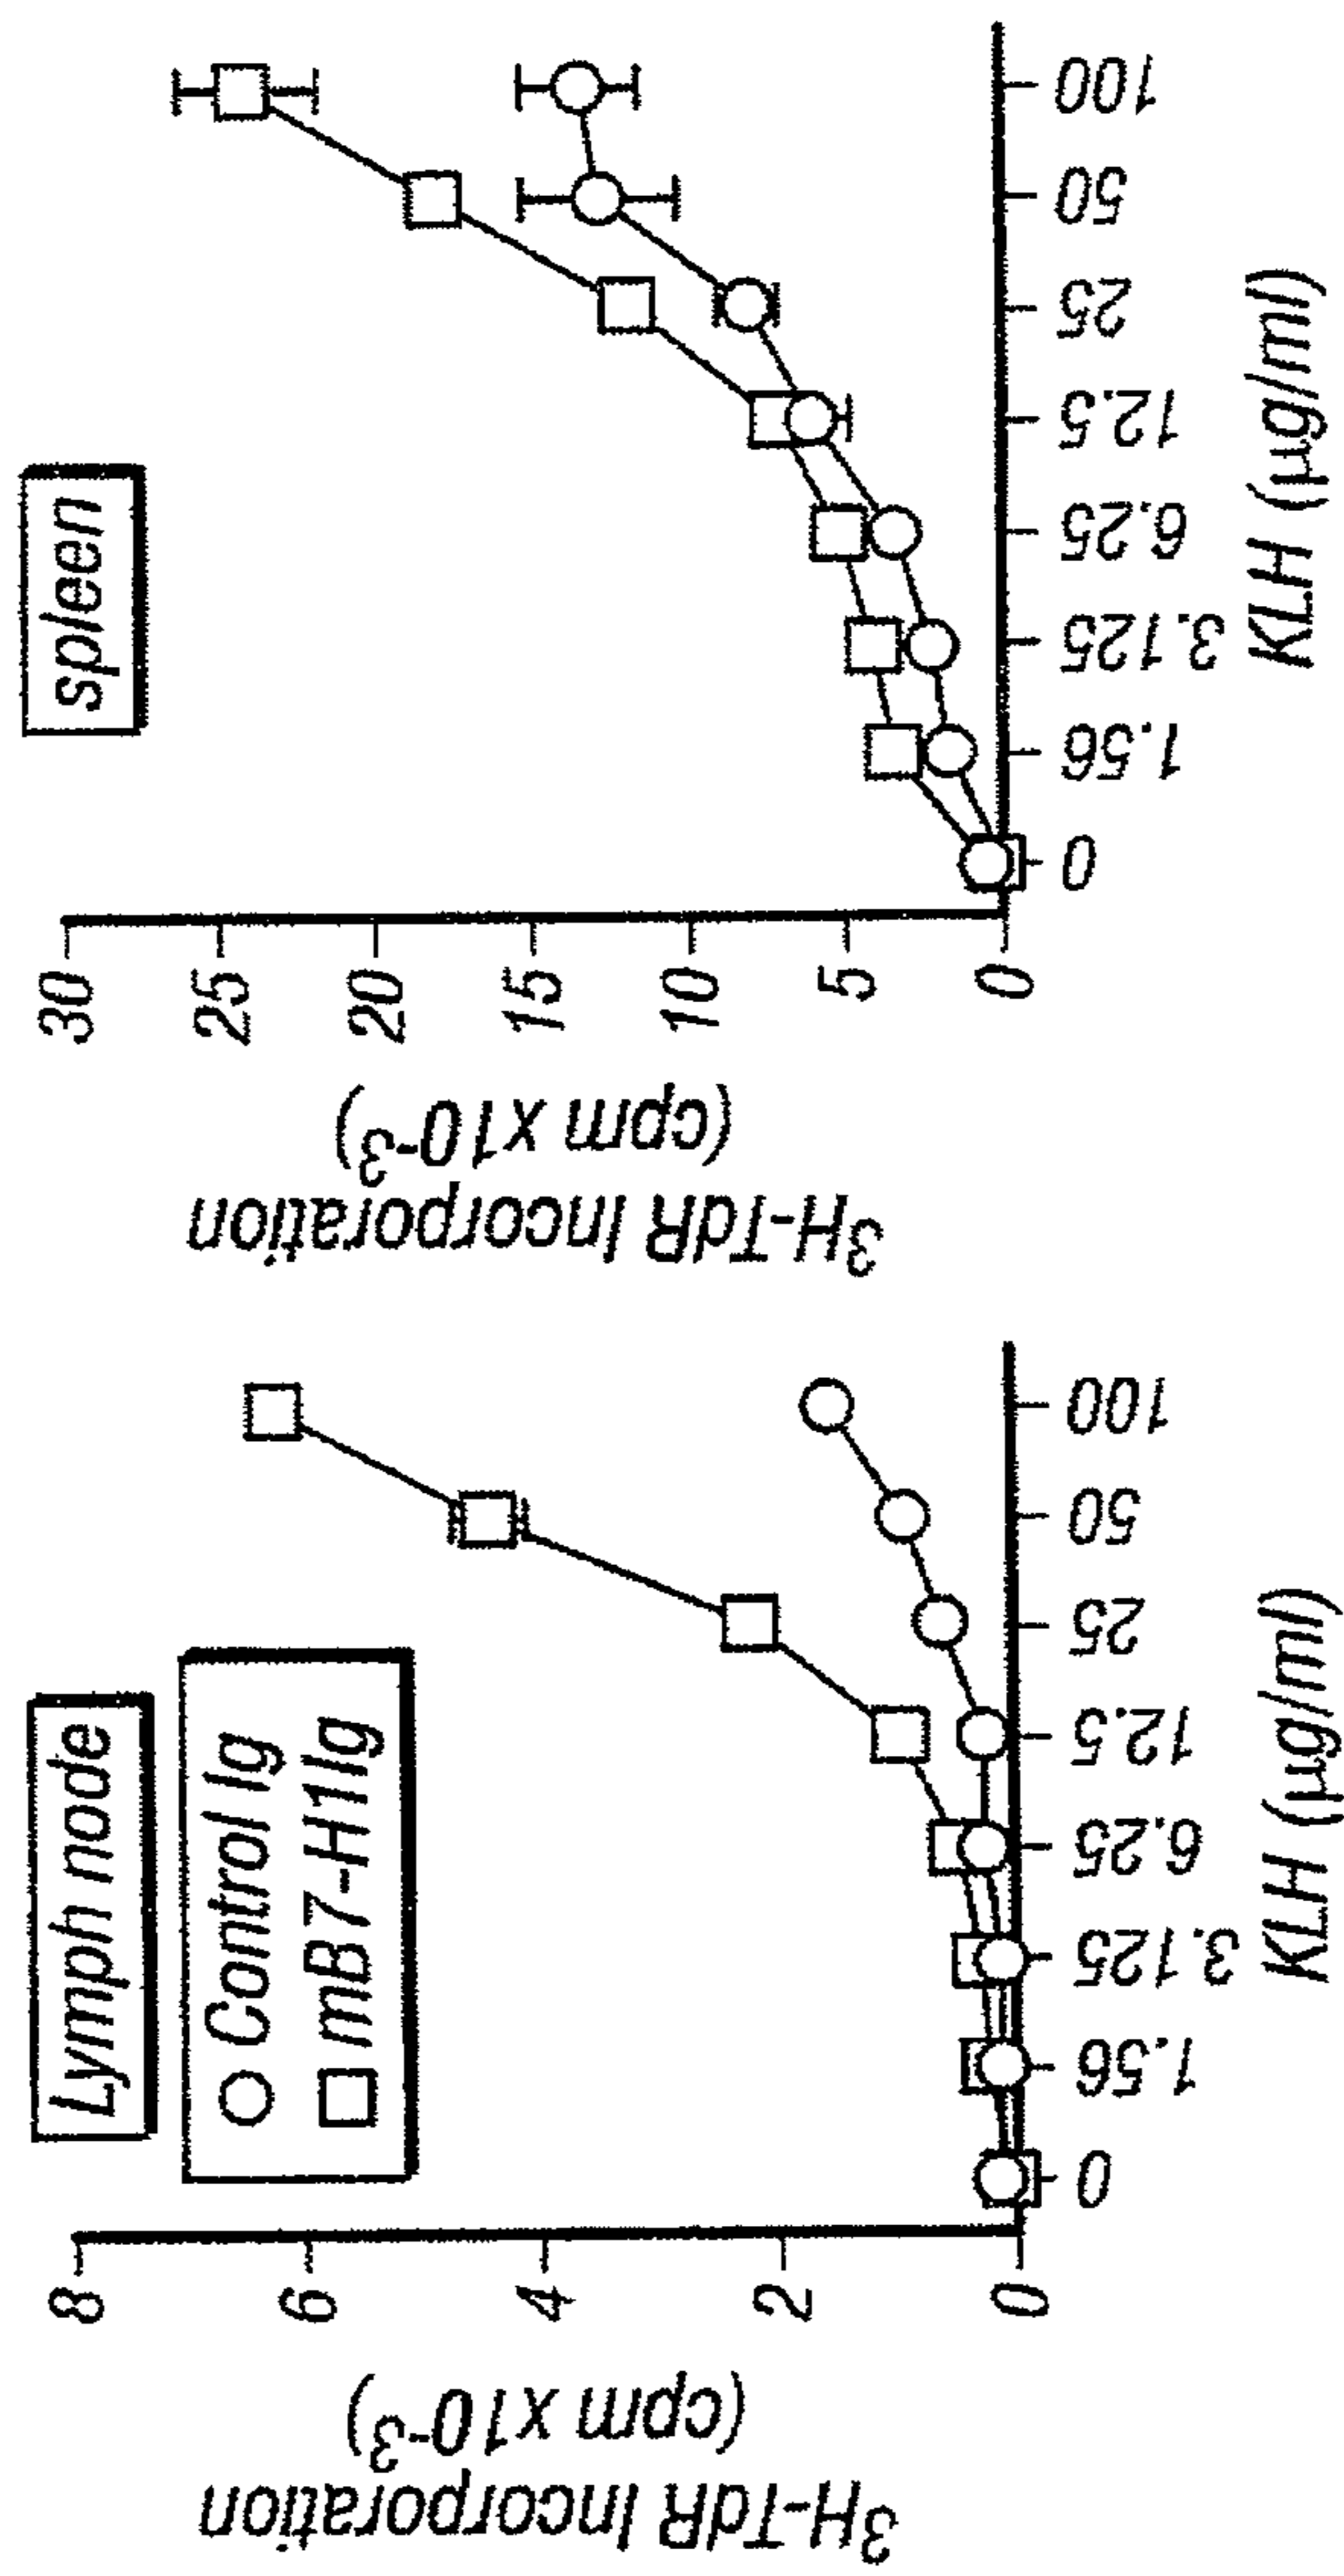 Lymph node
Control Ig
mB7-H1Ig
3H-TdR Incorporation
(cpm x10-3)
8
6
4
2
0
0
1.56
3.125
6.25
12.5
25
50
100
KLH (μg/ml)
spleen
3H-TdR Incorporation
(cpm x10-3)
30
25
20
15
10
5
0
0
1.56
3.125
6.25
12.5
25
50
100
KLH (μg/ml)